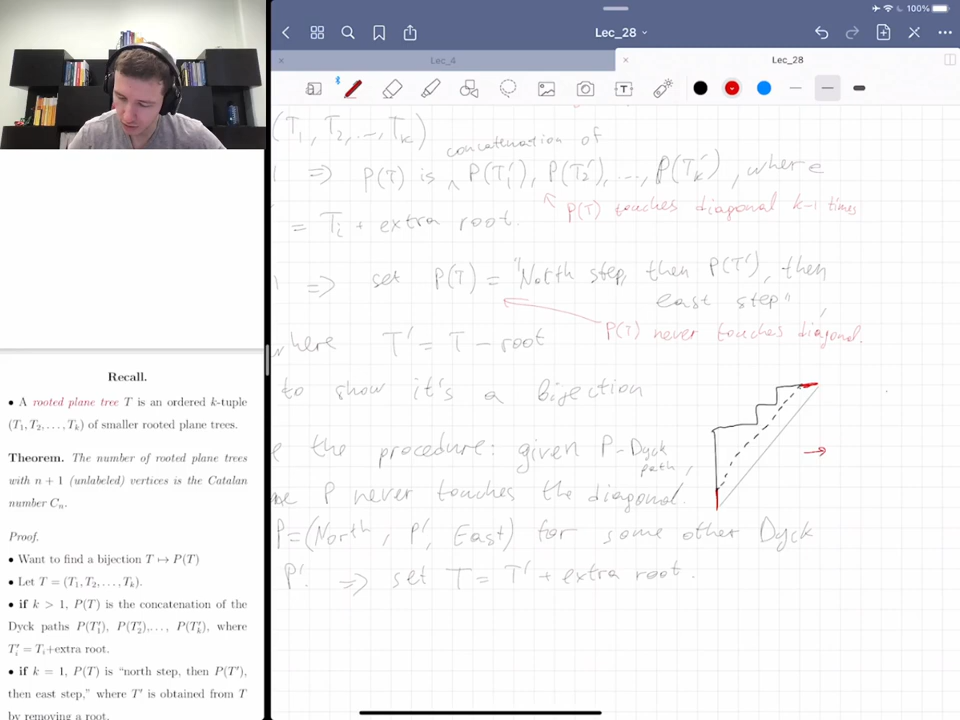 100%
Lec_28
Lec_4
Lec_28
(T₁, T₂, ..., Tₖ)
concatenation of
⇒ P(T) is ∧ P(T₁'), P(T₂'), ..., P(Tₖ'), where
P(T) touches diagonal k-1 times
= Tᵢ + extra root.
⇒ set P(T) = "North step, then P(T'), then
east step",
P(T) never touches diagonal.
where T' = T - root
to show it's a bijection
the procedure: given P-Dyck
path,
P never touches the diagonal.
P=(North, P', East) for some other Dyck
P'. ⇒ set T = T' + extra root.
Recall.
• A rooted plane tree T is an ordered k-tuple
(T₁, T₂, . . . , Tₖ) of smaller rooted plane trees.
Theorem. The number of rooted plane trees
with n + 1 (unlabeled) vertices is the Catalan
number Cₙ.
Proof.
• Want to find a bijection T ↦ P(T)
• Let T = (T₁, T₂, . . . , Tₖ).
• if k > 1, P(T) is the concatenation of the
Dyck paths P(T₁'), P(T₂'),. . . , P(Tₖ'), where
Tᵢ' = Tᵢ+extra root.
• if k = 1, P(T) is "north step, then P(T'),
then east step," where T' is obtained from T
by removing a root.